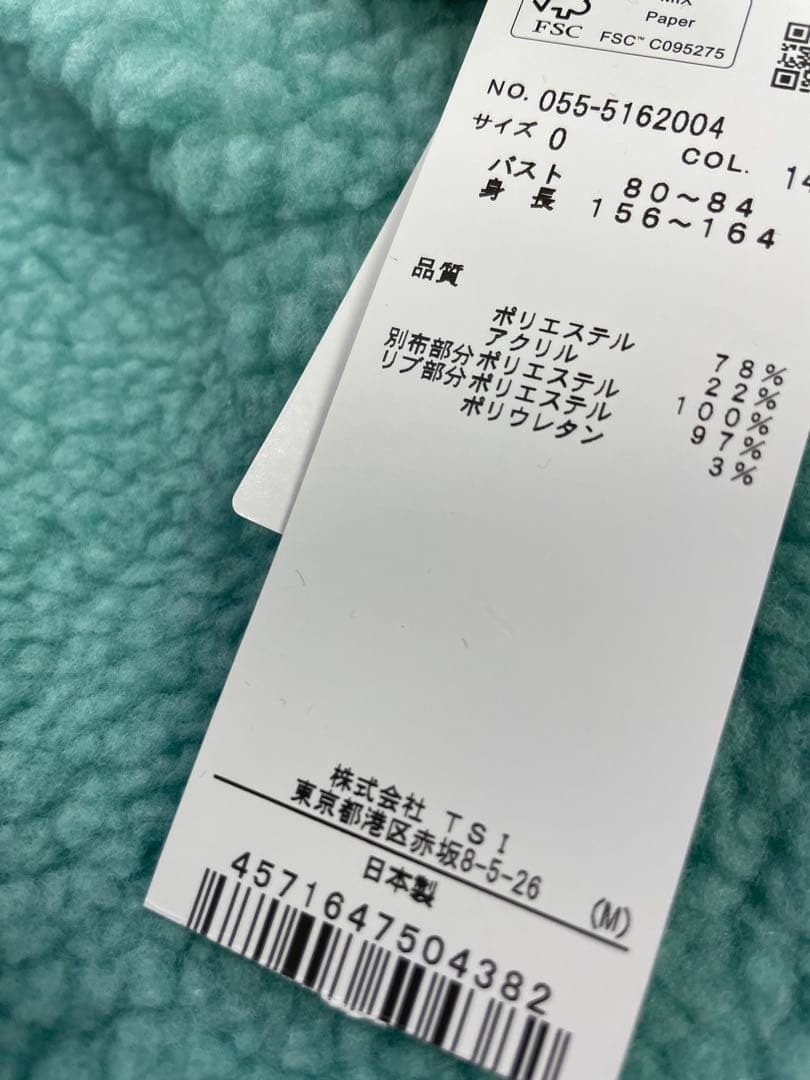 MIX
Paper
FSC FSC™ C095275
NO. 055-5162004
サイズ 0 COL. 14
バスト 80～84
身長 156～164
品質
ポリエステル 78%
アクリル 22%
別布部分ポリエステル 100%
リブ部分ポリエステル 97%
ポリウレタン 3%
株式会社 TSI
東京都港区赤坂8-5-26
日本製 (M)
4571647504382